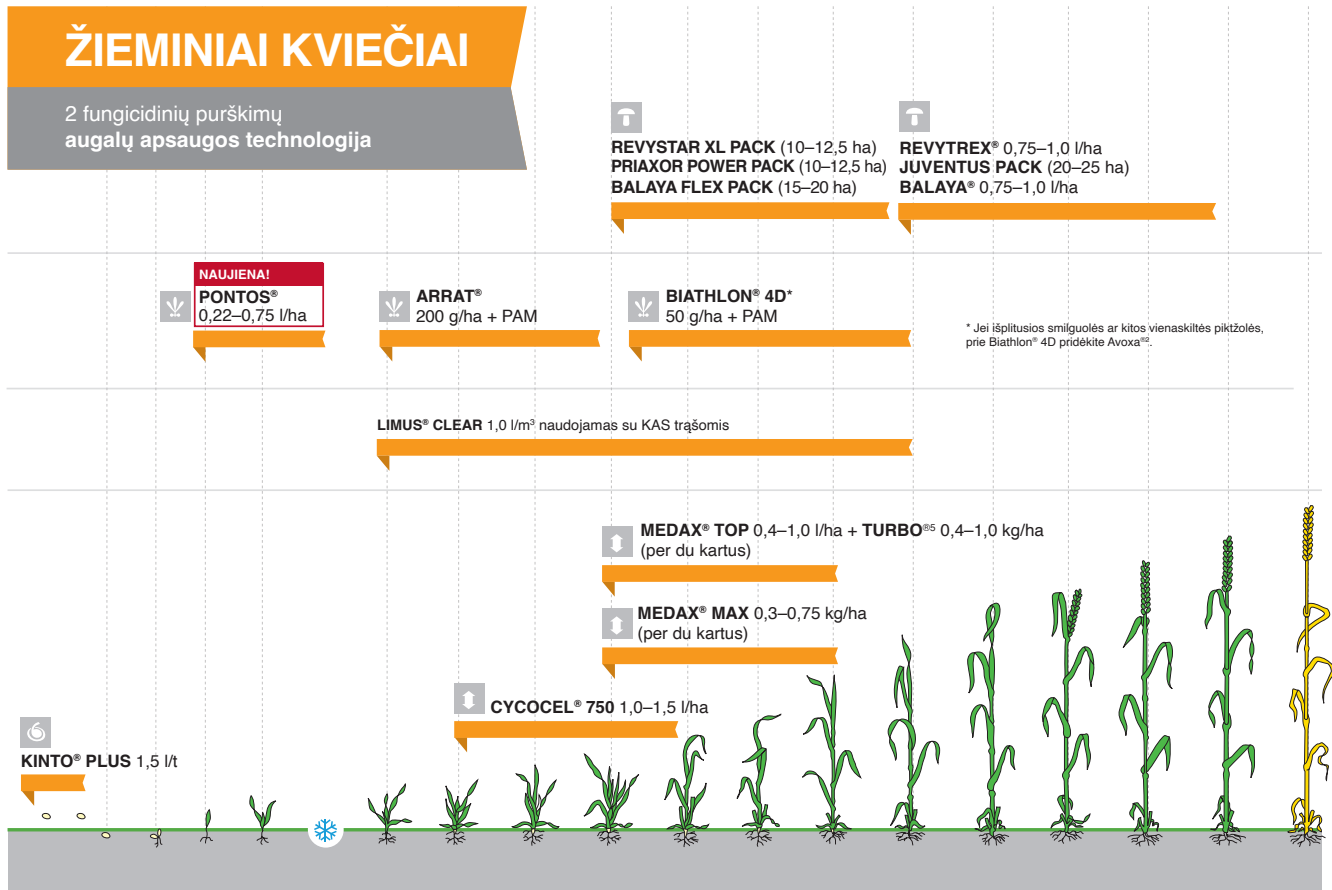 ŽIEMINIAI KVIEČIAI
2 fungicidinių purškimų
augalų apsaugos technologija
REVYSTAR XL PACK (10–12,5 ha)
PRIAXOR POWER PACK (10–12,5 ha)
BALAYA FLEX PACK (15–20 ha)
REVYTREX® 0,75–1,0 l/ha
JUVENTUS PACK (20–25 ha)
BALAYA® 0,75–1,0 l/ha
NAUJIENA!
PONTOS®
0,22–0,75 l/ha
ARRAT®
200 g/ha + PAM
BIATHLON® 4D*
50 g/ha + PAM
* Jei išplitusios smilguolės ar kitos vienaskiltės piktžolės,
prie Biathlon® 4D pridėkite Avoxa®².
LIMUS® CLEAR 1,0 l/m³ naudojamas su KAS trąšomis
MEDAX® TOP 0,4–1,0 l/ha + TURBO®⁵ 0,4–1,0 kg/ha
(per du kartus)
MEDAX® MAX 0,3–0,75 kg/ha
(per du kartus)
CYCOCEL® 750 1,0–1,5 l/ha
KINTO® PLUS 1,5 l/t